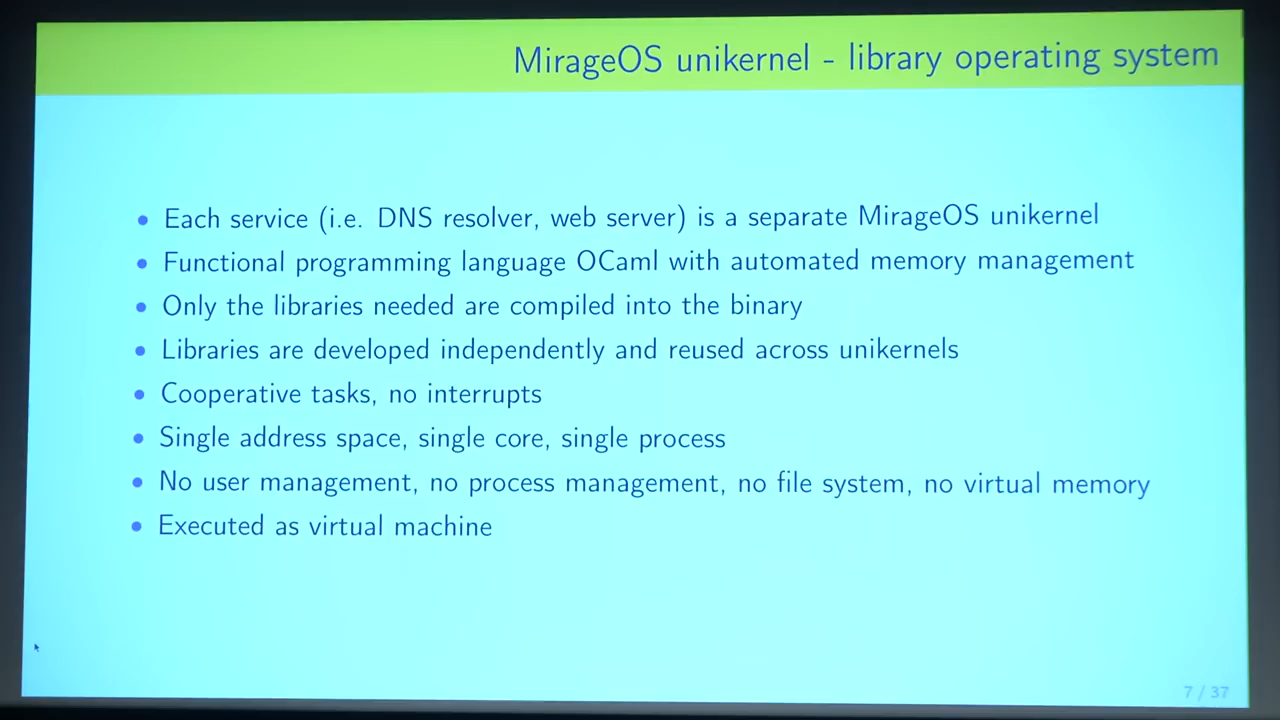 MirageOS unikernel - library operating system
• Each service (i.e. DNS resolver, web server) is a separate MirageOS unikernel
• Functional programming language OCaml with automated memory management
• Only the libraries needed are compiled into the binary
• Libraries are developed independently and reused across unikernels
• Cooperative tasks, no interrupts
• Single address space, single core, single process
• No user management, no process management, no file system, no virtual memory
• Executed as virtual machine
7 / 37